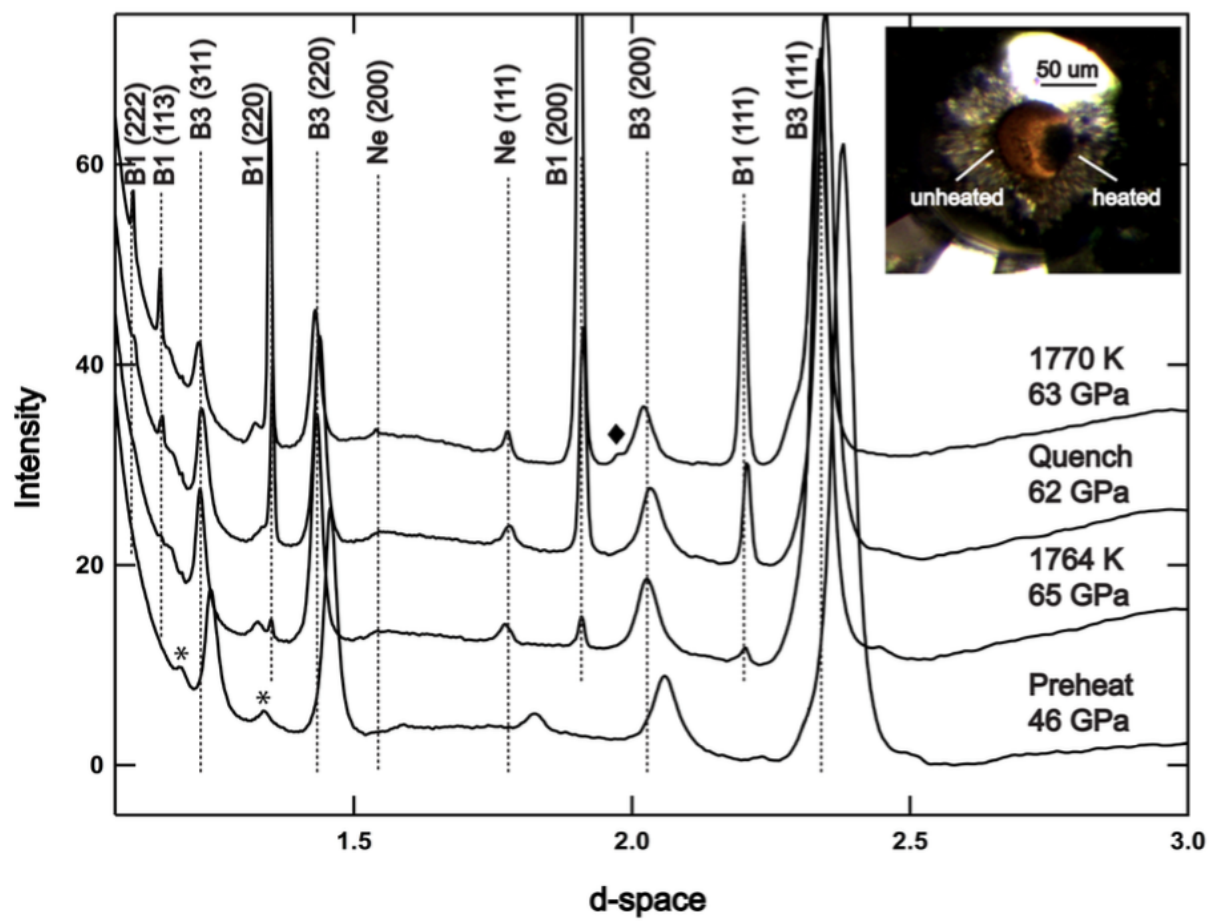 B1 (222)
B1 (113)
B3 (311)
B1 (220)
B3 (220)
Ne (200)
Ne (111)
B1 (200)
B3 (200)
B1 (111)
B3 (111)
50 um
unheated
heated
60
40
20
0
Intensity
1770 K
63 GPa
Quench
62 GPa
1764 K
65 GPa
Preheat
46 GPa
*
*
◆
1.5
2.0
2.5
3.0
d-space